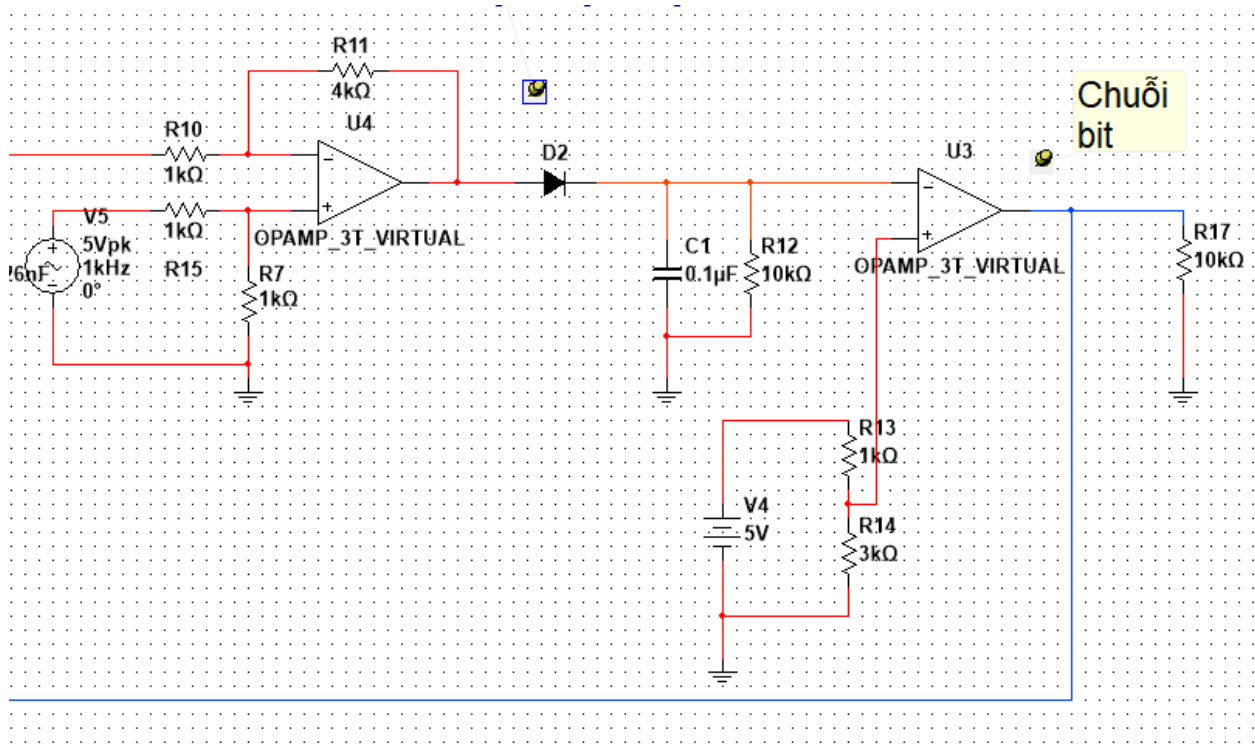 R11
4kΩ
U4
R10
1kΩ
D2
Chuỗi
bit
U3
V5
5Vpk
1kHz
0°
6nF
1kΩ
R15
OPAMP_3T_VIRTUAL
R7
1kΩ
C1
0.1µF
R12
10kΩ
OPAMP_3T_VIRTUAL
R17
10kΩ
R13
1kΩ
V4
5V
R14
3kΩ